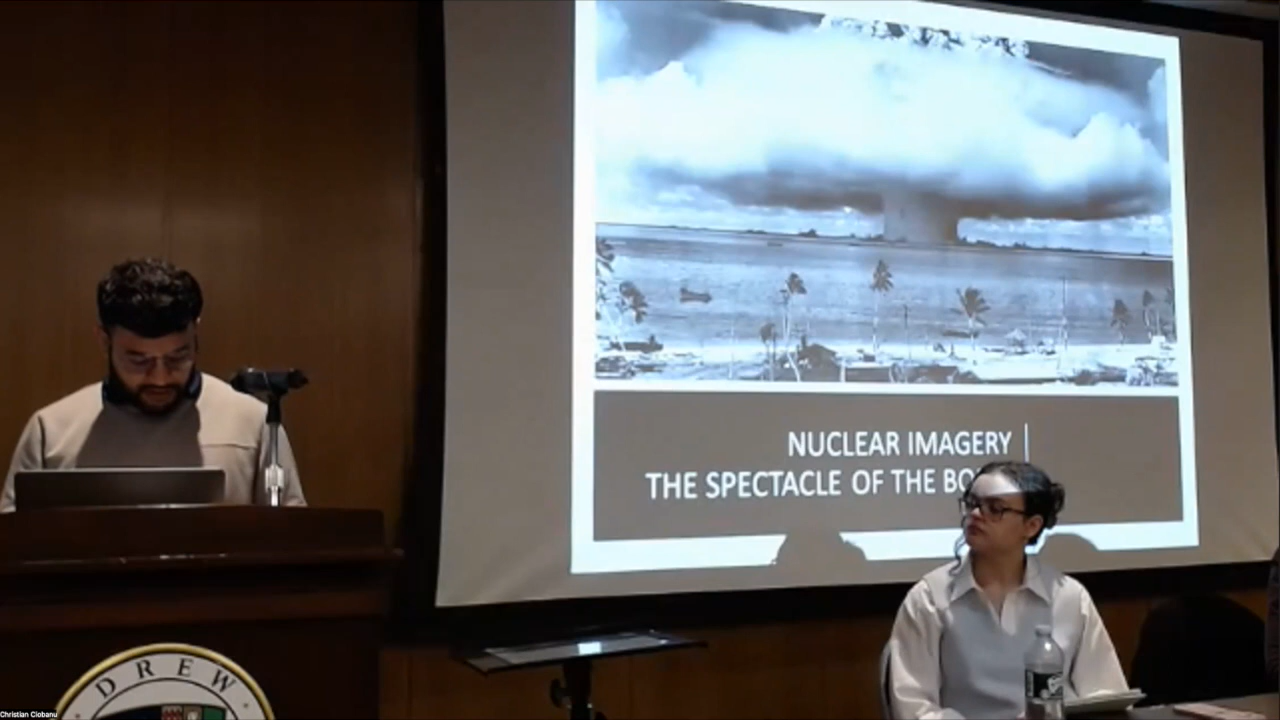 NUCLEAR IMAGERY
THE SPECTACLE OF THE
DREW
Christian Ciobanu